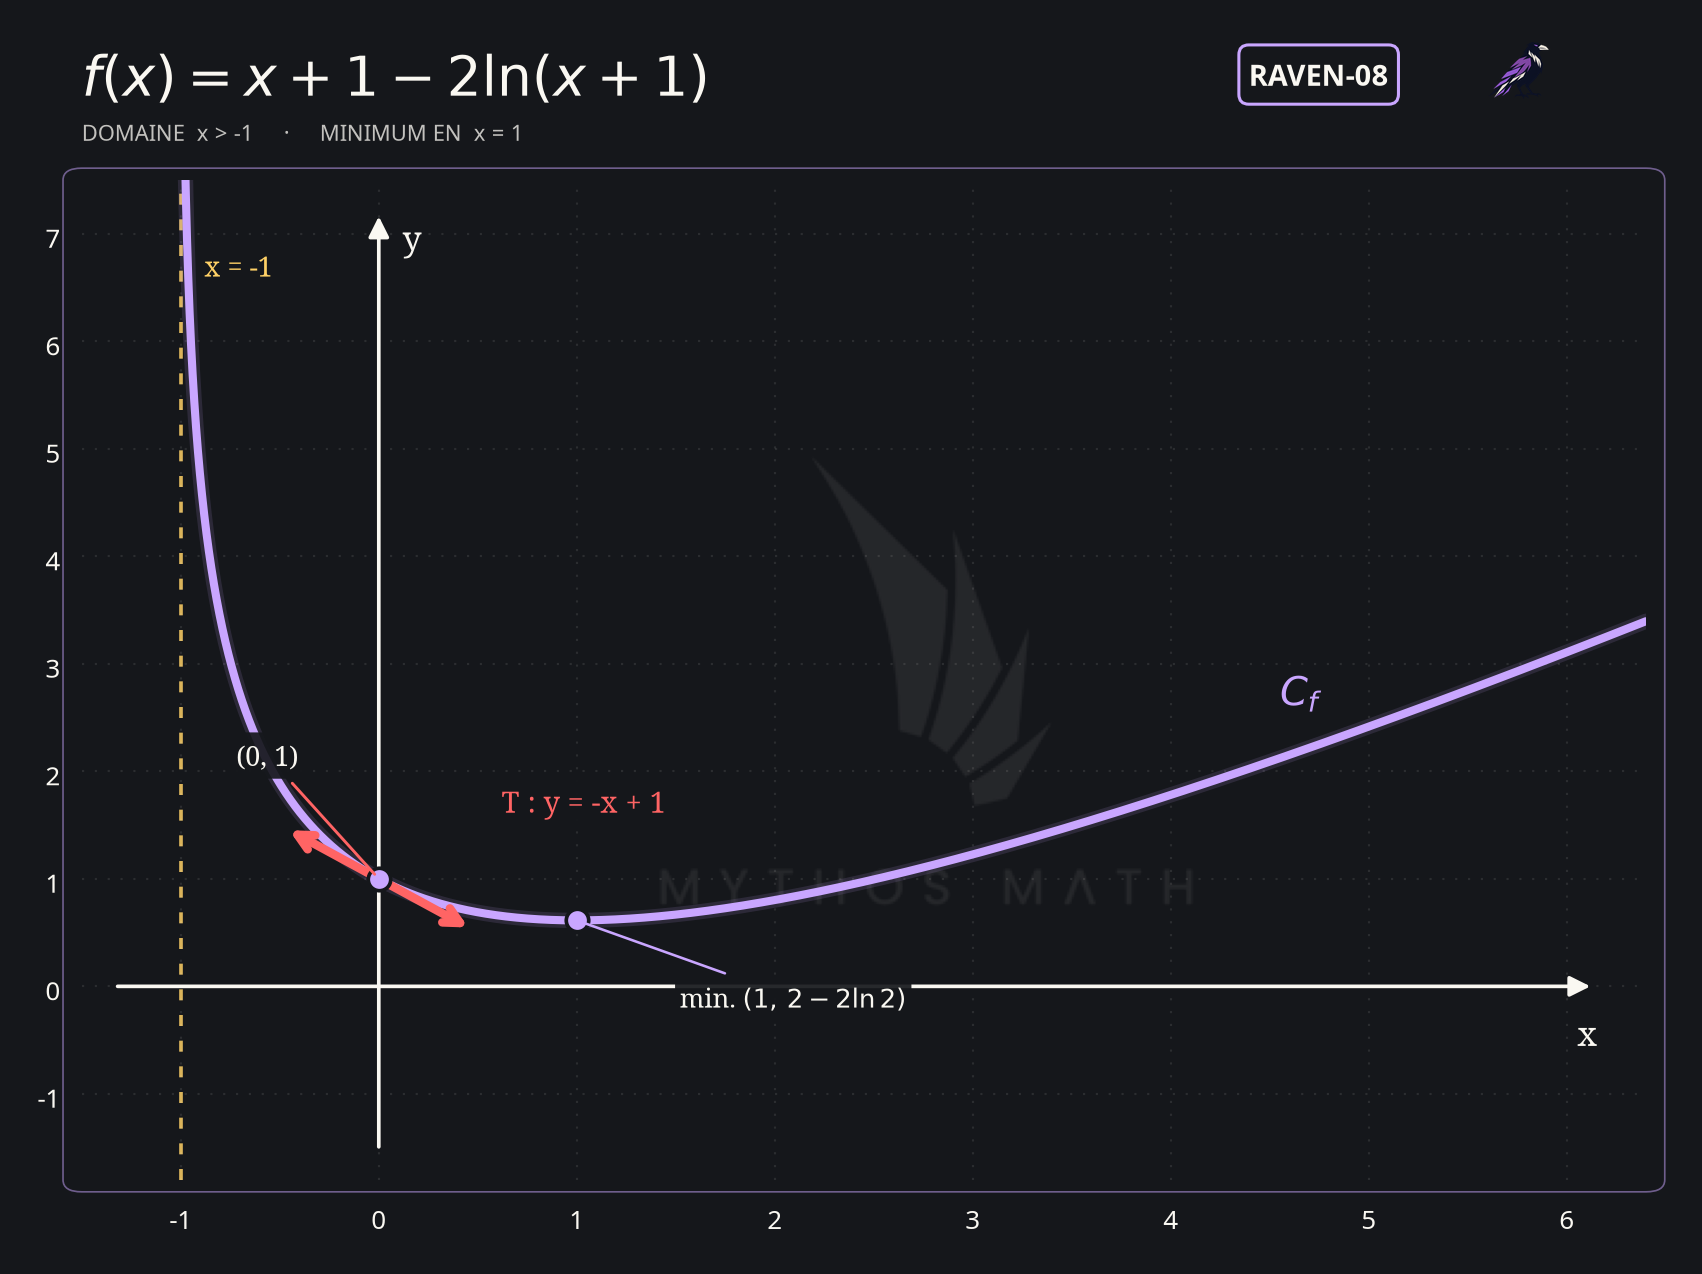 f(x) = x + 1 − 2ln(x + 1)
RAVEN-08
DOMAINE x > -1 · MINIMUM EN x = 1
7
y
x = -1
6
5
4
3
C_f
(0, 1)
2
T : y = -x + 1
1
MYTHOS MΛTH
0
min. (1, 2 − 2ln 2)
x
-1
-1 0 1 2 3 4 5 6